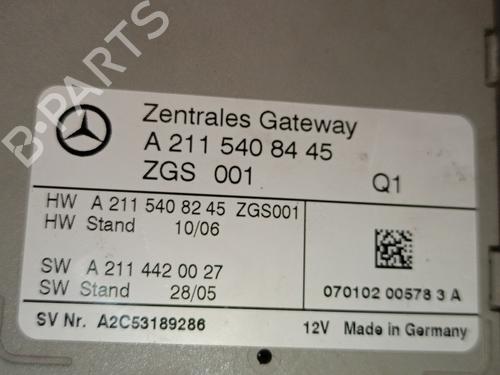 B-PARTS
Zentrales Gateway
A 211 540 84 45
ZGS 001 Q1
HW A 211 540 82 45 ZGS001
HW Stand 10/06
SW A 211 442 00 27
SW Stand 28/05
070102 00578 3 A
SV Nr. A2C53189286 12V Made in Germany